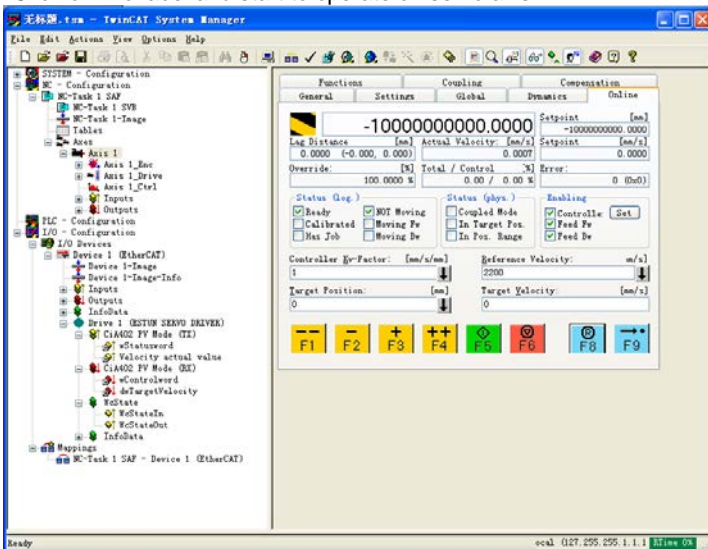 无标题.tsm - TwinCAT System Manager
File Edit Actions View Options Help
SYSTEM - Configuration
NC - Configuration
NC-Task 1 SAF
NC-Task 1 SVB
NC-Task 1-Image
Tables
Axes
Axis 1
Axis 1_Enc
Axis 1_Drive
Axis 1_Ctrl
Inputs
Outputs
PLC - Configuration
I/O - Configuration
I/O Devices
Device 1 (EtherCAT)
Device 1-Image
Device 1-Image-Info
Inputs
Outputs
InfoData
Drive 1 (ESTUN SERVO DRIVER)
CiA402 PV Mode (TX)
wStatusword
Velocity actual value
CiA402 PV Mode (RX)
wControlword
dwTargetVelocity
WcState
WcStateIn
WcStateOut
InfoData
Mappings
NC-Task 1 SAF - Device 1 (EtherCAT)
Functions Coupling Compensation
General Settings Global Dynamics Online
-10000000000.0000
Setpoint [mm]
-10000000000.0000
Lag Distance [mm] Actual Velocity: [mm/s] Setpoint [mm/s]
0.0000 (-0.000, 0.000) 0.0007 0.0000
Override: [%] Total / Control %] Error:
100.0000 % 0.00 / 0.00 % 0 (0x0)
Status (log.) Status (phys.) Enabling
Ready NOT Moving Coupled Mode Controlle Set
Calibrated Moving Fw In Target Pos. Feed Fw
Has Job Moving Bw In Pos. Range Feed Bw
Controller Kv-Factor: [mm/s/mm] Reference Velocity: m/s]
1 2200
Target Position: [mm] Target Velocity: [mm/s]
0 0
-- - + ++
F1 F2 F3 F4 F5 F6 F8 F9
Ready ocal (127.255.255.1.1.1 RTime 0%